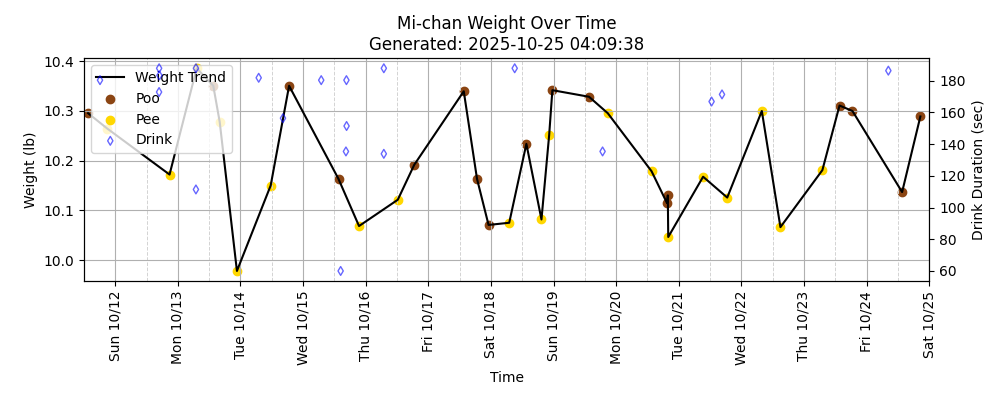 Mi-chan Weight Over Time
Generated: 2025-10-25 04:09:38
Weight (lb)
10.4
10.3
10.2
10.1
10.0
Weight Trend
Poo
Pee
Drink
180
160
140
120
100
80
60
Drink Duration (sec)
Sun 10/12
Mon 10/13
Tue 10/14
Wed 10/15
Thu 10/16
Fri 10/17
Sat 10/18
Sun 10/19
Mon 10/20
Tue 10/21
Wed 10/22
Thu 10/23
Fri 10/24
Sat 10/25
Time